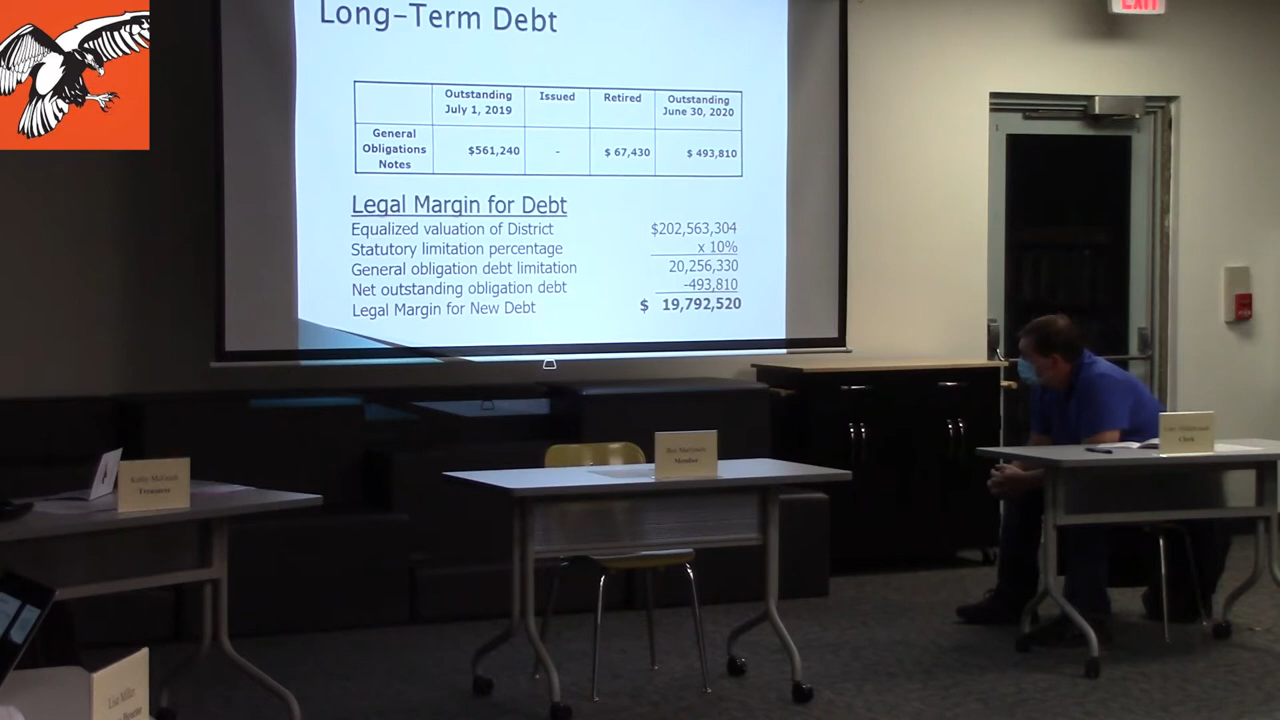 EXIT
Long-Term Debt
Outstanding July 1, 2019 Issued Retired Outstanding June 30, 2020
General Obligations Notes $561,240 - $ 67,430 $ 493,810
Legal Margin for Debt
Equalized valuation of District $202,563,304
Statutory limitation percentage x 10%
General obligation debt limitation 20,256,330
Net outstanding obligation debt -493,810
Legal Margin for New Debt $ 19,792,520
Clerk
Member
Treasurer
Lisa Miller